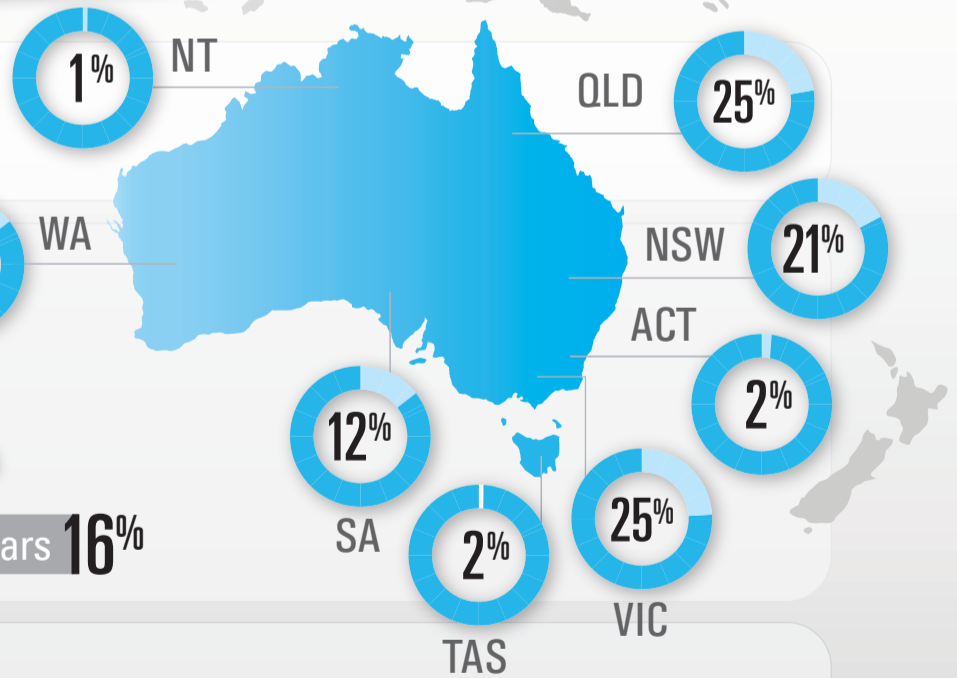 1%
NT
QLD
25%
WA
NSW
21%
ACT
2%
12%
SA
ars 16%
2%
TAS
25%
VIC